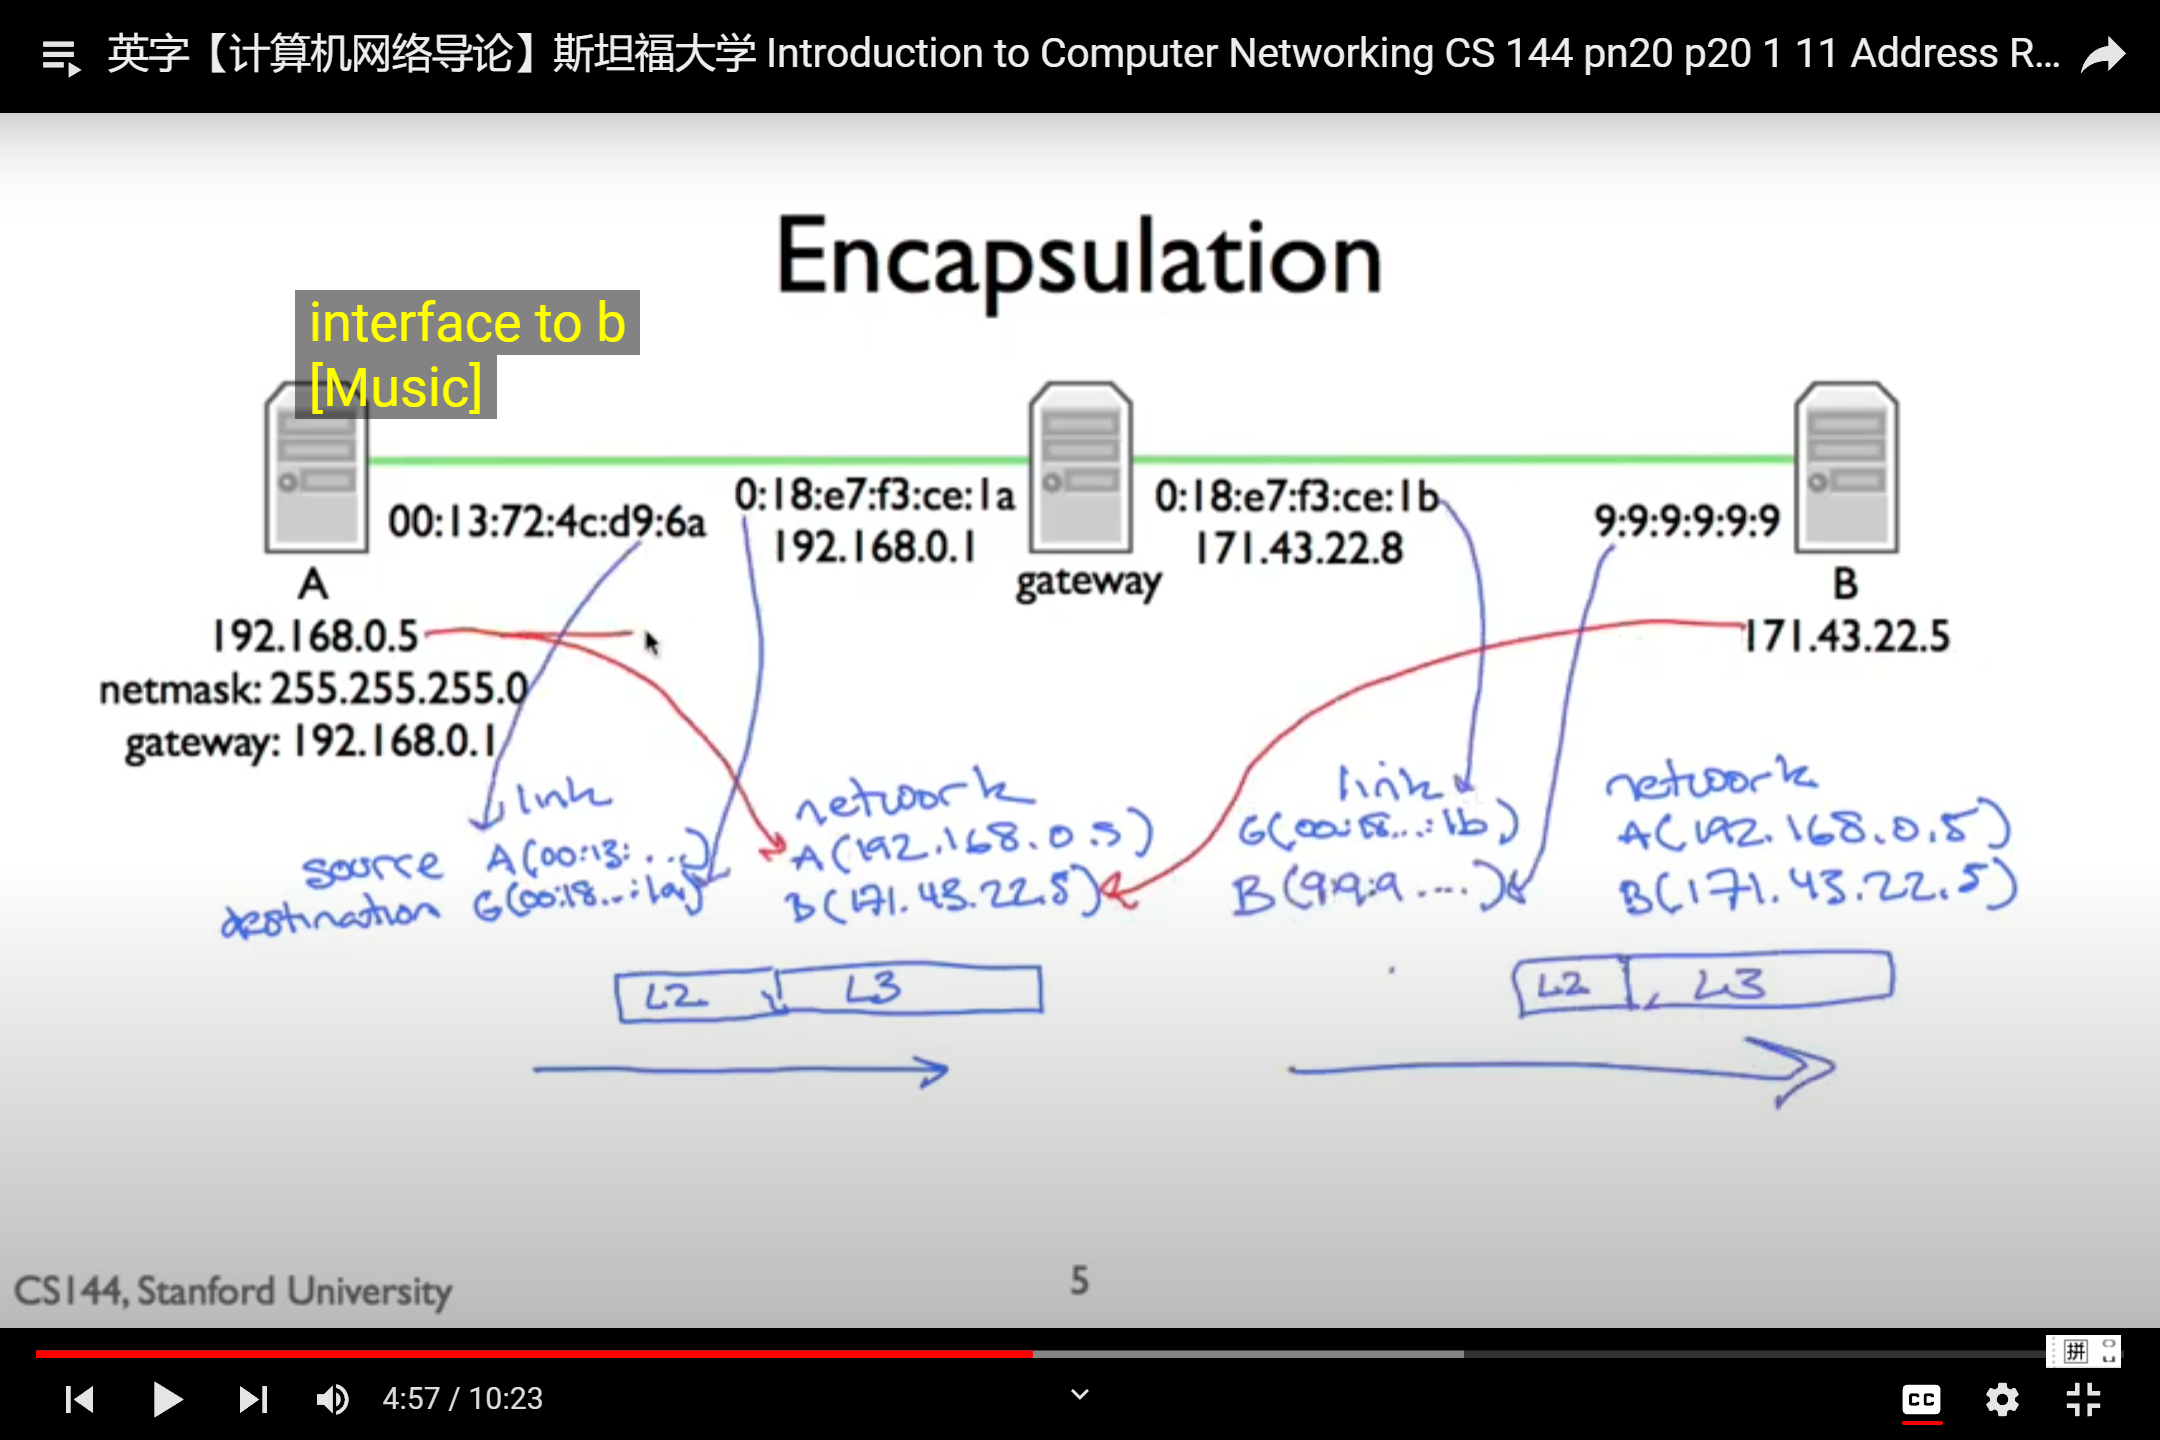 英字【计算机网络导论】斯坦福大学 Introduction to Computer Networking CS 144 pn20 p20 1 11 Address R...
Encapsulation
interface to b
[Music]
00:13:72:4c:d9:6a
0:18:e7:f3:ce:1a
192.168.0.1
0:18:e7:f3:ce:1b
171.43.22.8
9:9:9:9:9:9
A
gateway
B
192.168.0.5
171.43.22.5
netmask: 255.255.255.0
gateway: 192.168.0.1
link
network
link
network
source A(00:13:...)
A(192.168.0.5)
G(00:18...:1b)
A(192.168.0.5)
destination G(00:18...:1a)
B(171.43.22.5)
B(9:9:9....)
B(171.43.22.5)
L2 L3
L2 L3
CS144, Stanford University
5
拼
4:57 / 10:23
CC